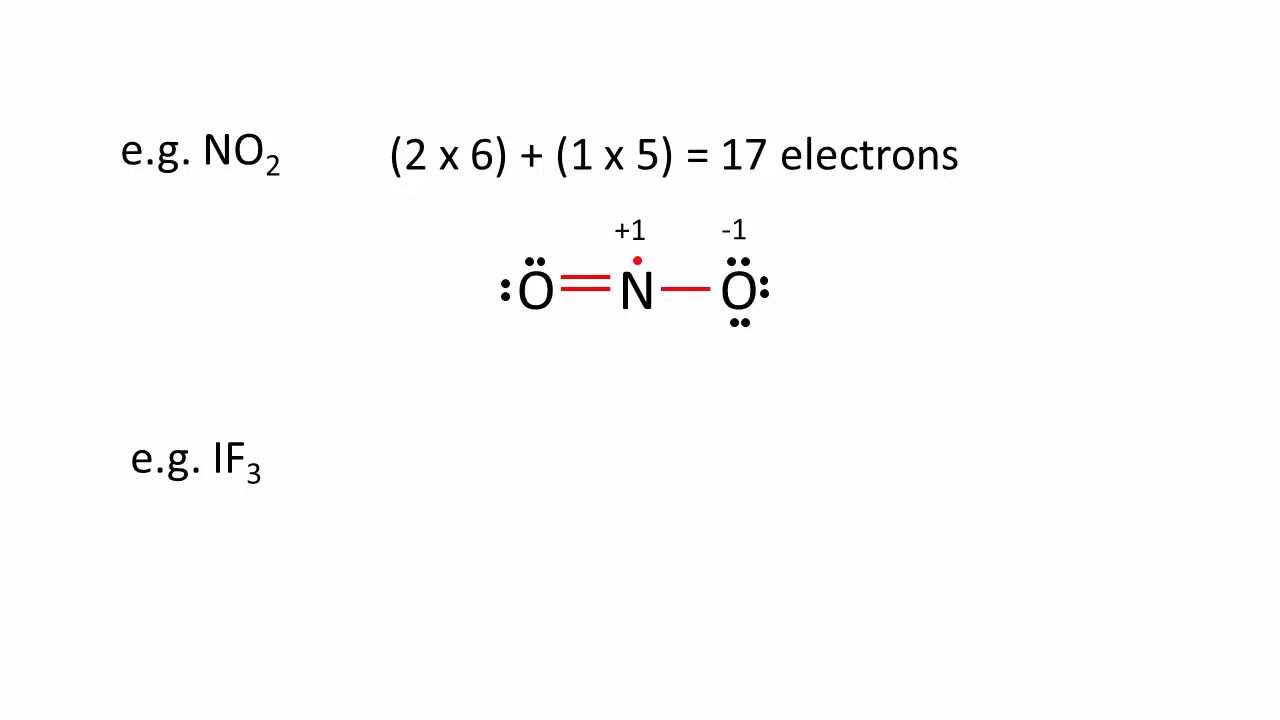 e.g. NO₂ (2 x 6) + (1 x 5) = 17 electrons
+1 -1
O N O
e.g. IF₃